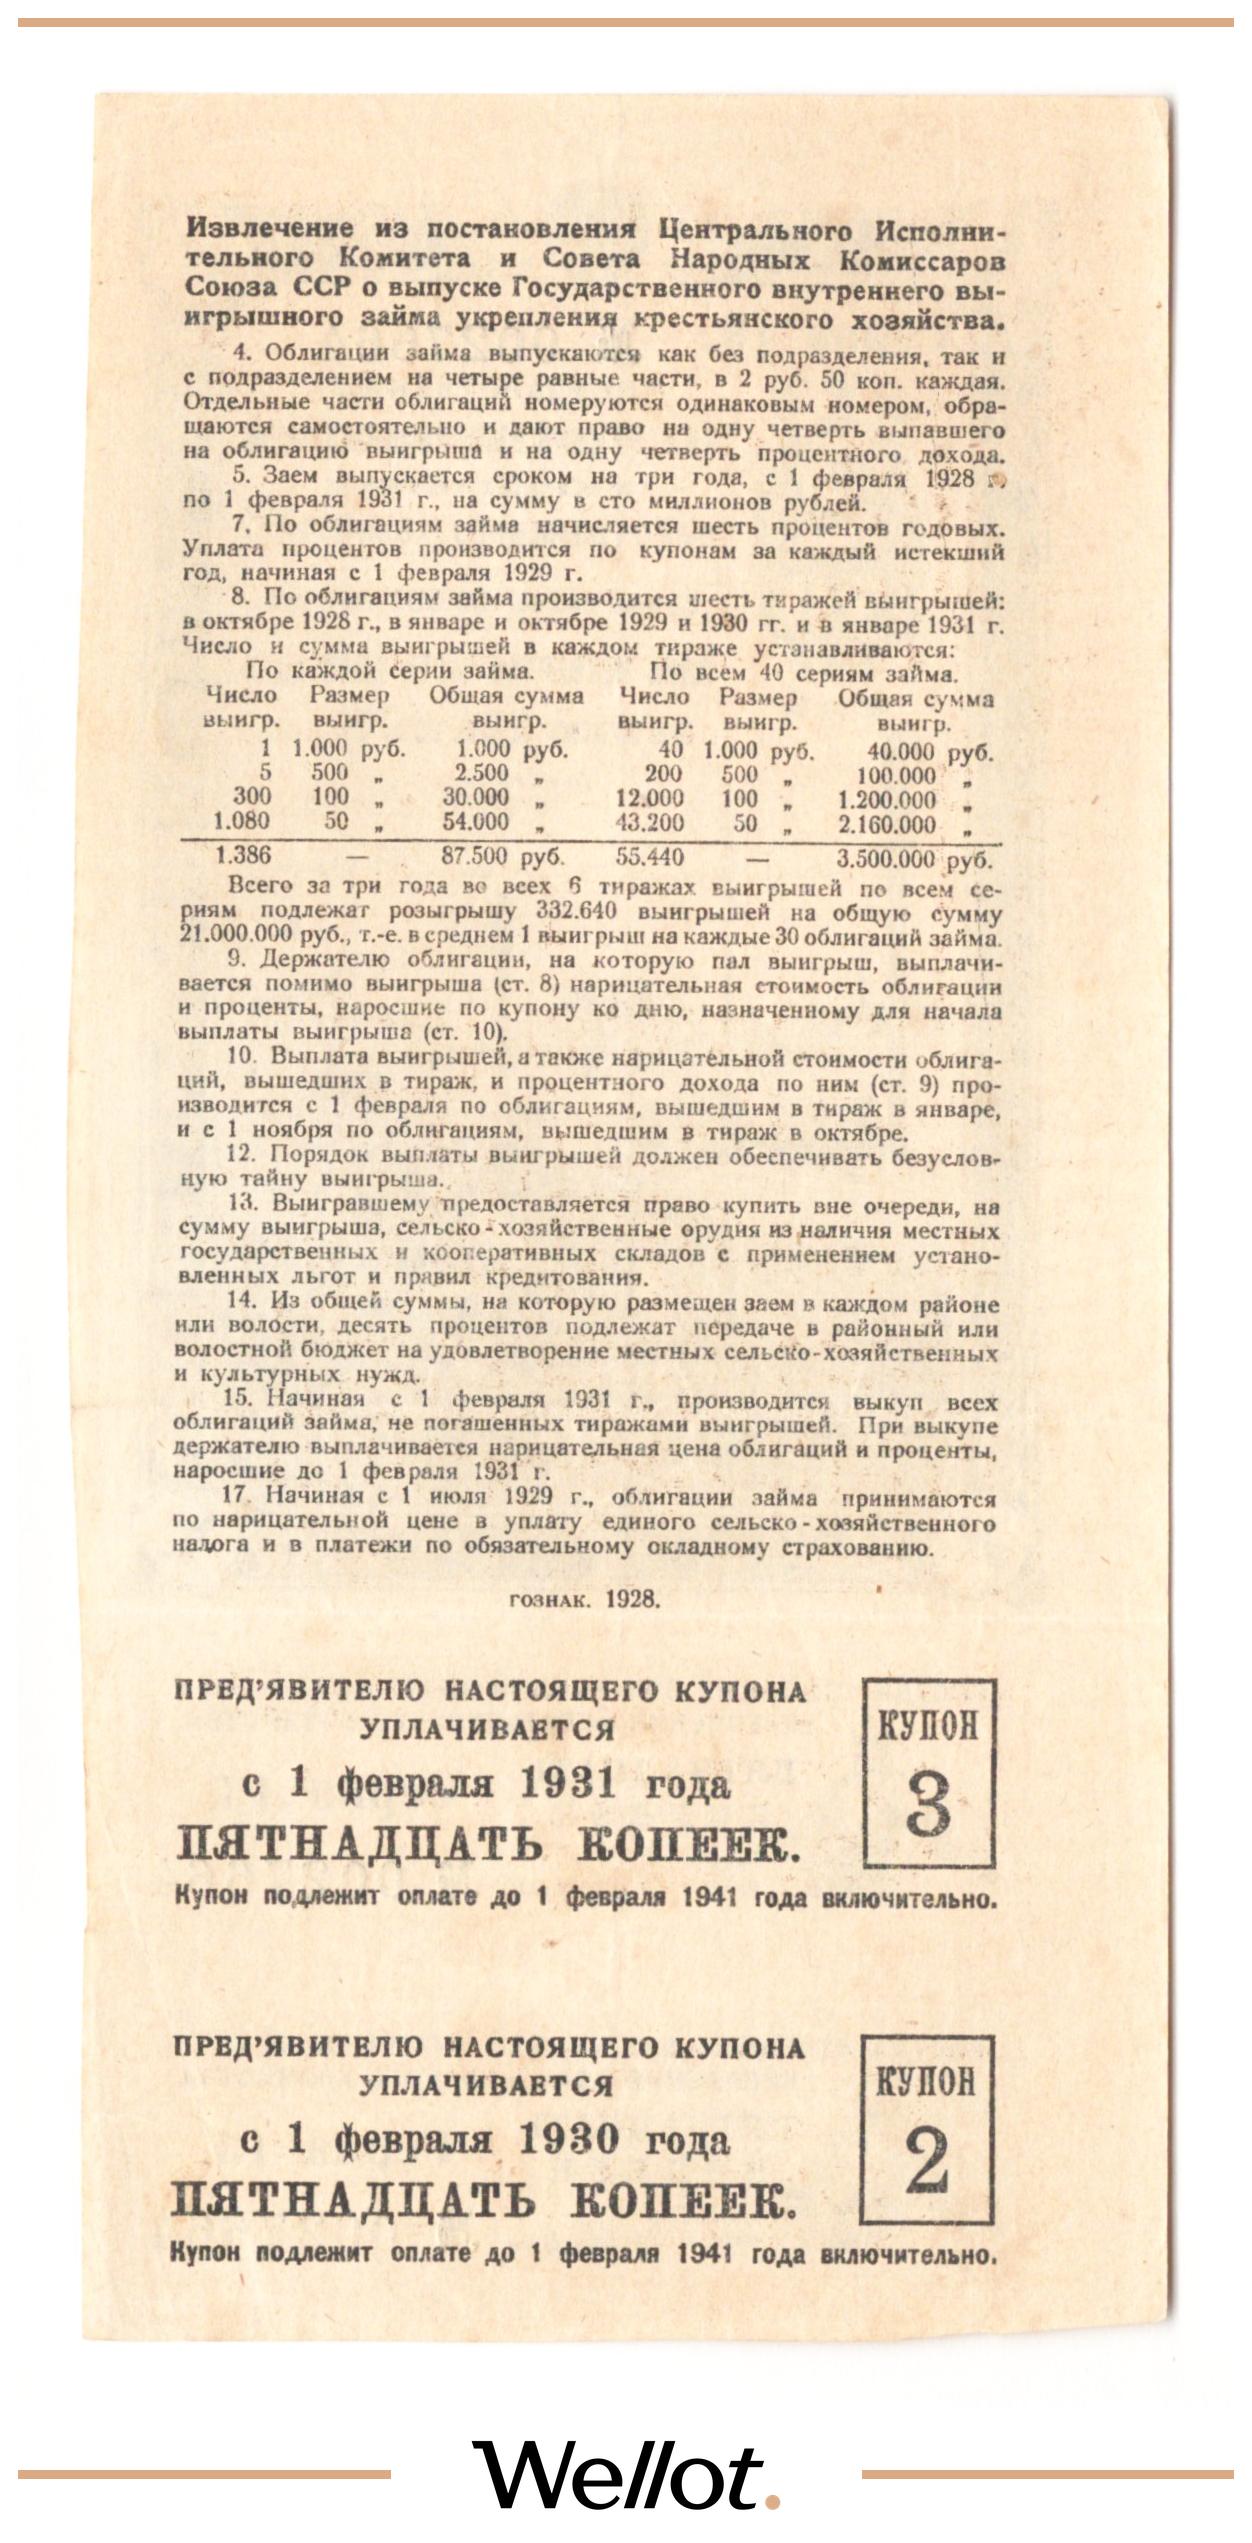 Извлечение из постановления Центрального Исполни-
тельного Комитета и Совета Народных Комиссаров
Союза ССР о выпуске Государственного внутреннего вы-
игрышного займа укрепления крестьянского хозяйства.
4. Облигации займа выпускаются как без подразделения, так и
с подразделением на четыре равные части, в 2 руб. 50 коп. каждая.
Отдельные части облигаций номеруются одинаковым номером, обра-
щаются самостоятельно и дают право на одну четверть выпавшего
на облигацию выигрыша и на одну четверть процентного дохода.
5. Заем выпускается сроком на три года, с 1 февраля 1928 г.
по 1 февраля 1931 г., на сумму в сто миллионов рублей.
7. По облигациям займа начисляется шесть процентов годовых.
Уплата процентов производится по купонам за каждый истекший
год, начиная с 1 февраля 1929 г.
8. По облигациям займа производится шесть тиражей выигрышей:
в октябре 1928 г., в январе и октябре 1929 и 1930 гг. и в январе 1931 г.
Число и сумма выигрышей в каждом тираже устанавливаются:
По каждой серии займа. По всем 40 сериям займа.
Число Размер Общая сумма Число Размер Общая сумма
выигр. выигр. выигр. выигр. выигр. выигр.
1 1.000 руб. 1.000 руб. 40 1.000 руб. 40.000 руб.
5 500 „ 2.500 „ 200 500 „ 100.000 „
300 100 „ 30.000 „ 12.000 100 „ 1.200.000 „
1.080 50 „ 54.000 „ 43.200 50 „ 2.160.000 „
1.386 — 87.500 руб. 55.440 — 3.500.000 руб.
Всего за три года во всех 6 тиражах выигрышей по всем се-
риям подлежат розыгрышу 332.640 выигрышей на общую сумму
21.000.000 руб., т.-е. в среднем 1 выигрыш на каждые 30 облигаций займа.
9. Держателю облигации, на которую пал выигрыш, выплачи-
вается помимо выигрыша (ст. 8) нарицательная стоимость облигации
и проценты, наросшие по купону ко дню, назначенному для начала
выплаты выигрыша (ст. 10).
10. Выплата выигрышей, а также нарицательной стоимости облига-
ций, вышедших в тираж, и процентного дохода по ним (ст. 9) про-
изводится с 1 февраля по облигациям, вышедшим в тираж в январе,
и с 1 ноября по облигациям, вышедшим в тираж в октябре.
12. Порядок выплаты выигрышей должен обеспечивать безуслов-
ную тайну выигрыша.
13. Выигравшему предоставляется право купить вне очереди, на
сумму выигрыша, сельско-хозяйственные орудия из наличия местных
государственных и кооперативных складов с применением устано-
вленных льгот и правил кредитования.
14. Из общей суммы, на которую размещен заем в каждом районе
или волости, десять процентов подлежат передаче в районный или
волостной бюджет на удовлетворение местных сельско-хозяйственных
и культурных нужд.
15. Начиная с 1 февраля 1931 г., производится выкуп всех
облигаций займа, не погашенных тиражами выигрышей. При выкупе
держателю выплачивается нарицательная цена облигаций и проценты,
наросшие до 1 февраля 1931 г.
17. Начиная с 1 июля 1929 г., облигации займа принимаются
по нарицательной цене в уплату единого сельско-хозяйственного
налога и в платежи по обязательному окладному страхованию.
ГОЗНАК. 1928.
ПРЕД'ЯВИТЕЛЮ НАСТОЯЩЕГО КУПОНА
УПЛАЧИВАЕТСЯ
с 1 февраля 1931 года
ПЯТНАДЦАТЬ КОПЕЕК.
Купон подлежит оплате до 1 февраля 1941 года включительно.
КУПОН
3
ПРЕД'ЯВИТЕЛЮ НАСТОЯЩЕГО КУПОНА
УПЛАЧИВАЕТСЯ
с 1 февраля 1930 года
ПЯТНАДЦАТЬ КОПЕЕК.
Купон подлежит оплате до 1 февраля 1941 года включительно.
КУПОН
2
Wellot.